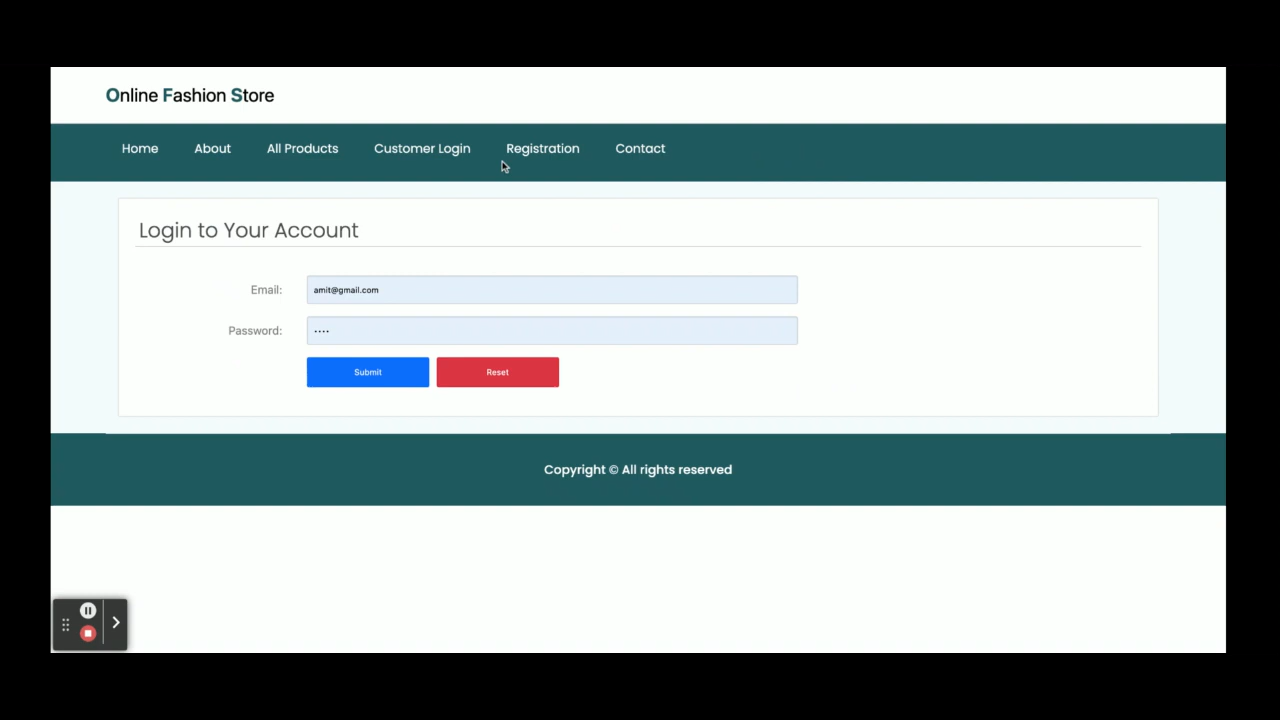 Online Fashion Store
Home About All Products Customer Login Registration Contact
Login to Your Account
Email: amit@gmail.com
Password: ····
Submit Reset
Copyright © All rights reserved